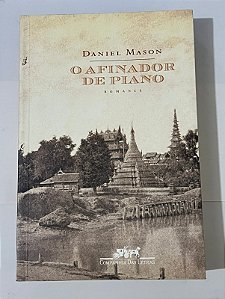 DANIEL MASON
O AFINADOR
DE PIANO
ROMANCE
COMPANHIA DAS LETRAS